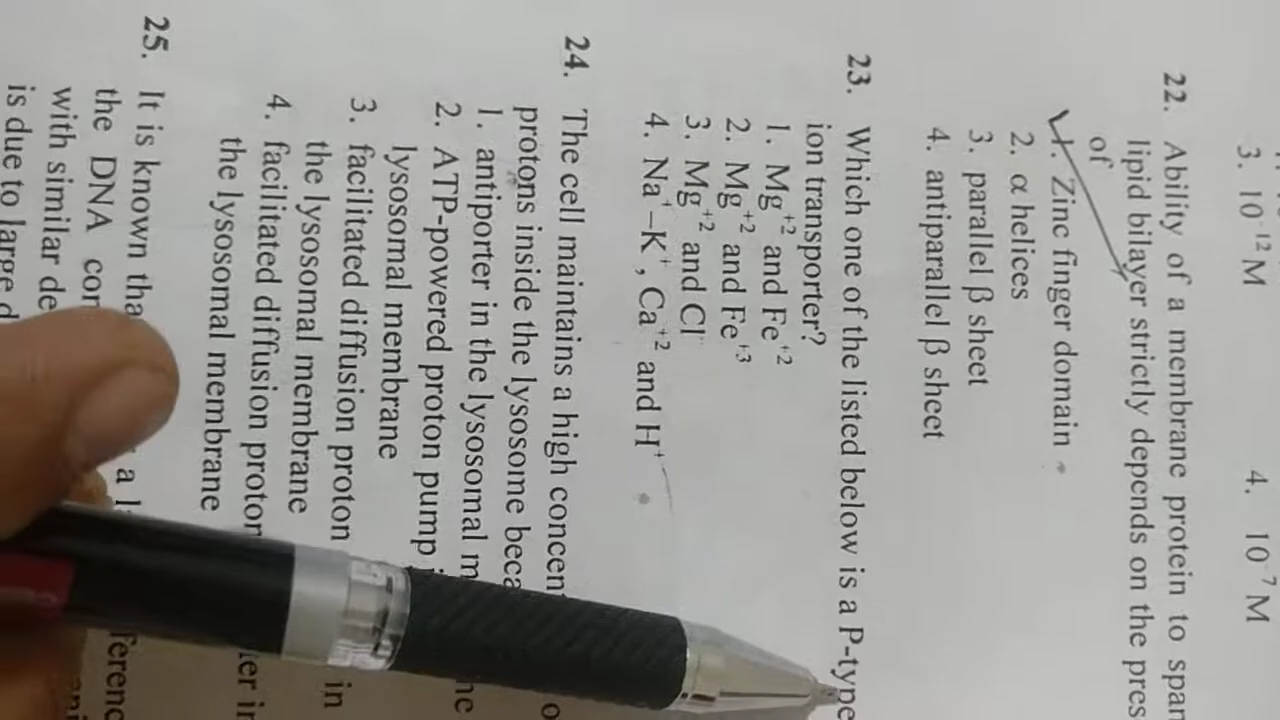 3. 10⁻¹² M 4. 10⁻⁷ M
22. Ability of a membrane protein to span
lipid bilayer strictly depends on the pres
of
1. Zinc finger domain
2. α helices
3. parallel β sheet
4. antiparallel β sheet
23. Which one of the listed below is a P-type
ion transporter?
1. Mg⁺² and Fe⁺²
2. Mg⁺² and Fe⁺³
3. Mg⁺² and Cl⁻
4. Na⁺–K⁺, Ca⁺² and H⁺
24. The cell maintains a high concen
protons inside the lysosome beca
1. antiporter in the lysosomal m
2. ATP-powered proton pump
lysosomal membrane
3. facilitated diffusion proton in
the lysosomal membrane
4. facilitated diffusion proton
the lysosomal membrane
25. It is known tha a
the DNA con ferenc
with similar de
is due to large d